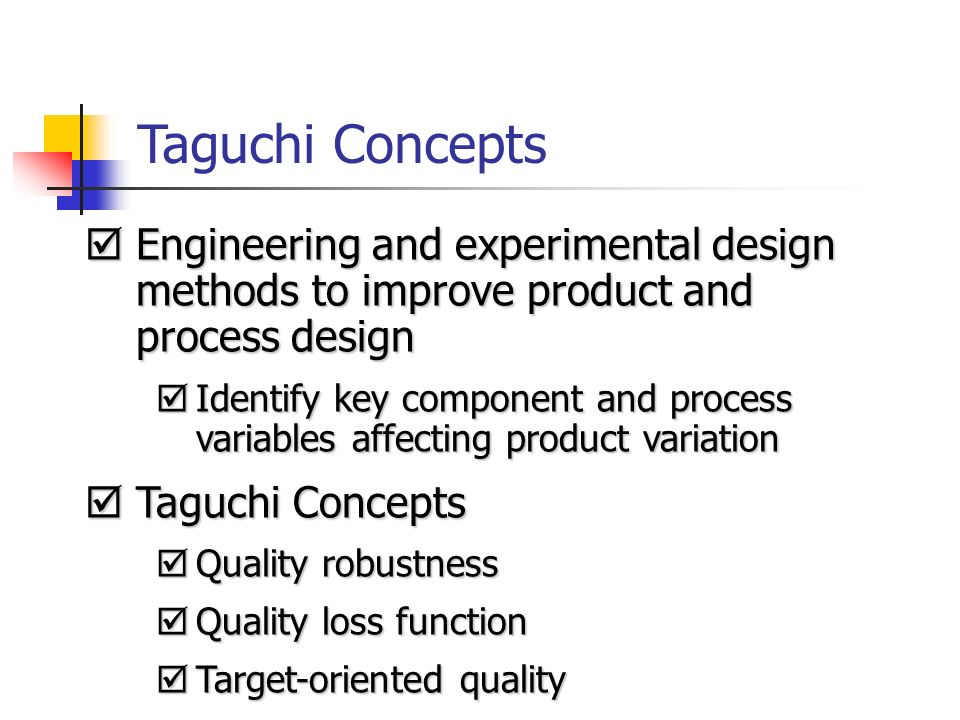 Taguchi Concepts
Engineering and experimental design
methods to improve product and
process design
Identify key component and process
variables affecting product variation
Taguchi Concepts
Quality robustness
Quality loss function
Target-oriented quality